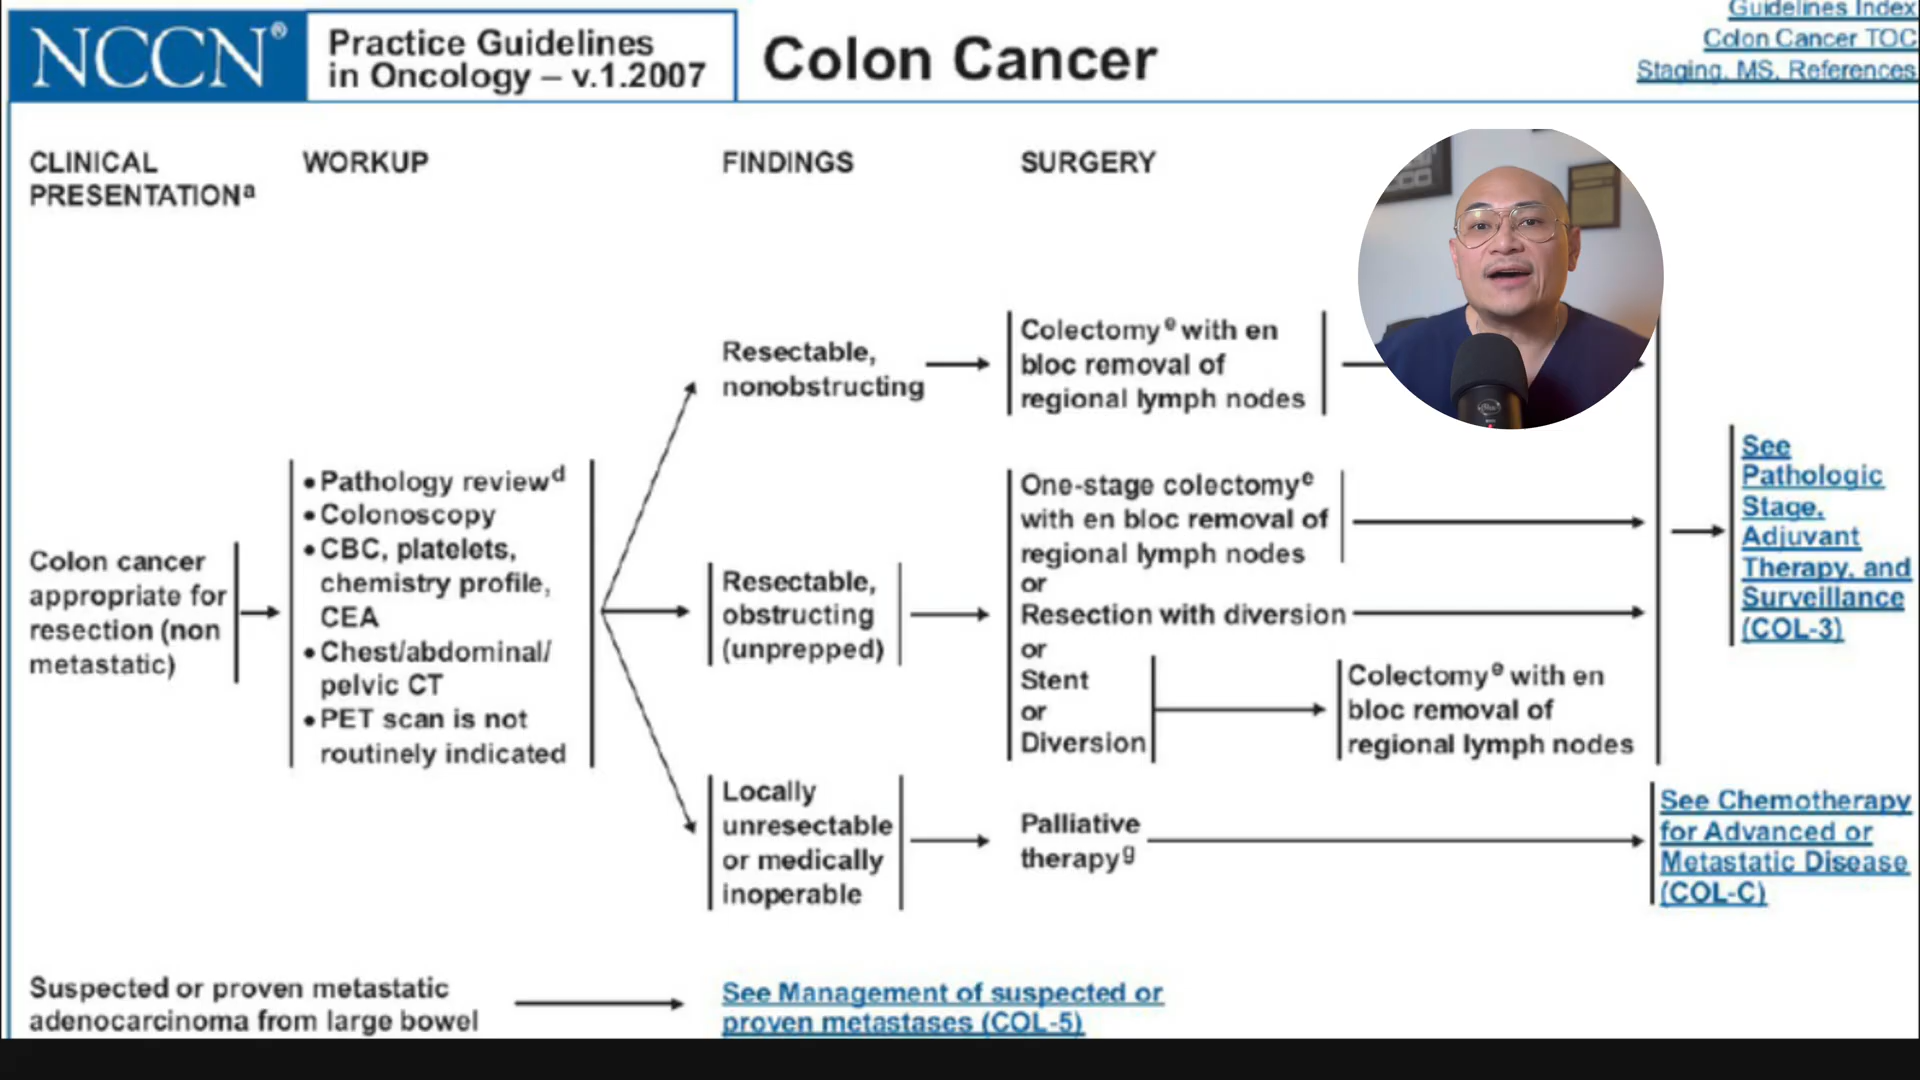 NCCN®
Practice Guidelines
in Oncology – v.1.2007
Colon Cancer
Guidelines Index
Colon Cancer TOC
Staging, MS, References
CLINICAL
PRESENTATIONa
WORKUP
FINDINGS
SURGERY
Colon cancer
appropriate for
resection (non
metastatic)
• Pathology reviewd
• Colonoscopy
• CBC, platelets,
chemistry profile,
CEA
• Chest/abdominal/
pelvic CT
• PET scan is not
routinely indicated
Resectable,
nonobstructing
Colectomye with en
bloc removal of
regional lymph nodes
Resectable,
obstructing
(unprepped)
One-stage colectomye
with en bloc removal of
regional lymph nodes
or
Resection with diversion
or
Stent
or
Diversion
Colectomye with en
bloc removal of
regional lymph nodes
See
Pathologic
Stage,
Adjuvant
Therapy, and
Surveillance
(COL-3)
Locally
unresectable
or medically
inoperable
Palliative
therapyg
See Chemotherapy
for Advanced or
Metastatic Disease
(COL-C)
Suspected or proven metastatic
adenocarcinoma from large bowel
See Management of suspected or
proven metastases (COL-5)